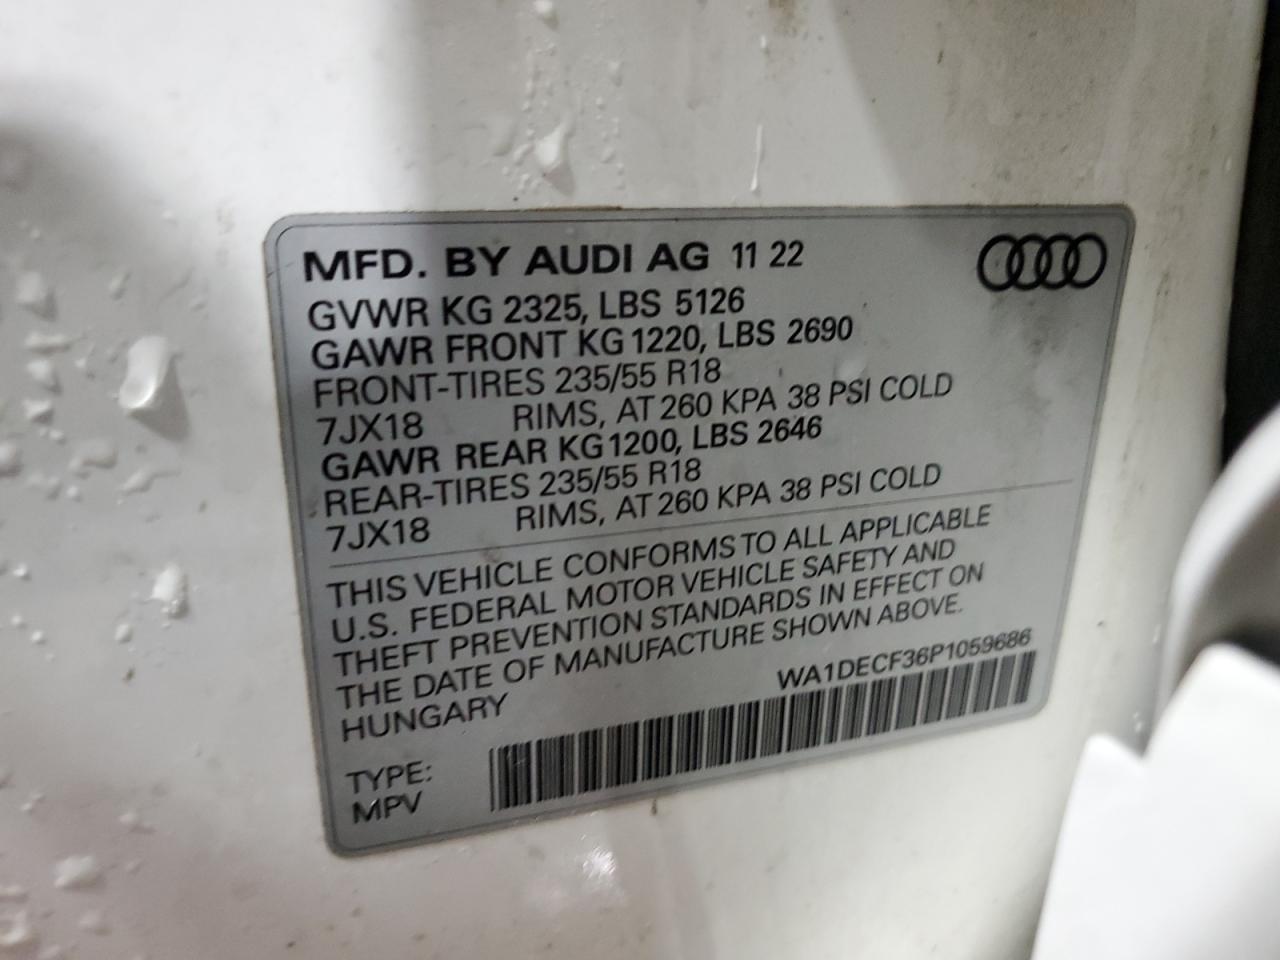 MFD. BY AUDI AG 11 22
GVWR KG 2325, LBS 5126
GAWR FRONT KG 1220, LBS 2690
FRONT-TIRES 235/55 R18
7JX18 RIMS, AT 260 KPA 38 PSI COLD
GAWR REAR KG 1200, LBS 2646
REAR-TIRES 235/55 R18
7JX18 RIMS, AT 260 KPA 38 PSI COLD
THIS VEHICLE CONFORMS TO ALL APPLICABLE
U.S. FEDERAL MOTOR VEHICLE SAFETY AND
THEFT PREVENTION STANDARDS IN EFFECT ON
THE DATE OF MANUFACTURE SHOWN ABOVE.
HUNGARY WA1DECF36P1059686
TYPE:
MPV